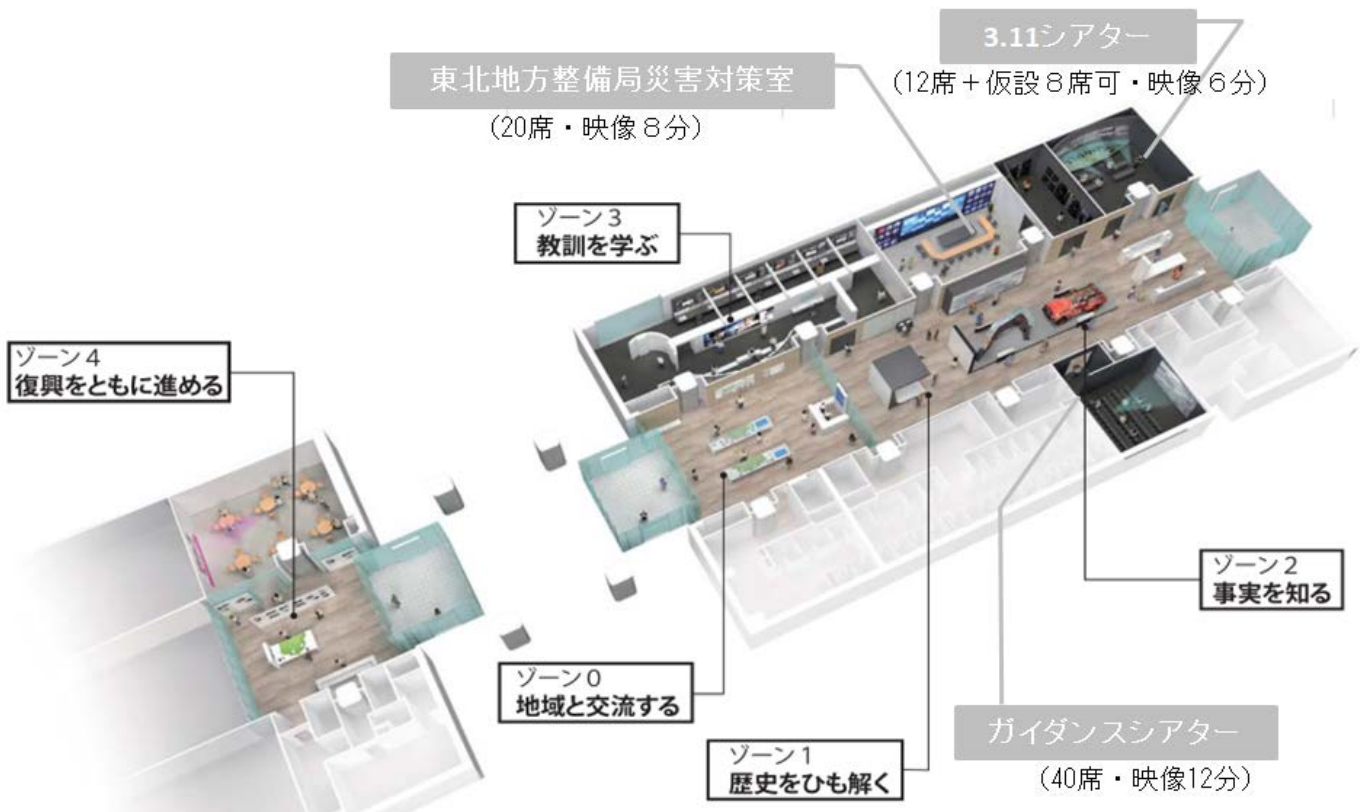 3.11シアター
(12席+仮設8席可・映像6分)
東北地方整備局災害対策室
(20席・映像8分)
ゾーン3
教訓を学ぶ
ゾーン4
復興をともに進める
ゾーン2
事実を知る
ゾーン0
地域と交流する
ガイダンスシアター
(40席・映像12分)
ゾーン1
歴史をひも解く